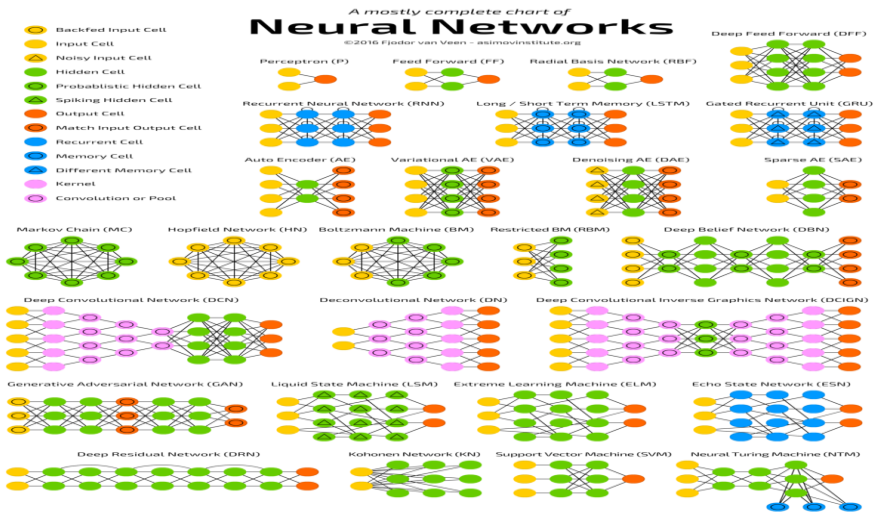 A mostly complete chart of
Neural Networks
©2016 Fjodor van Veen - asimovinstitute.org
Backfed Input Cell
Input Cell
Noisy Input Cell
Hidden Cell
Probablistic Hidden Cell
Spiking Hidden Cell
Output Cell
Match Input Output Cell
Recurrent Cell
Memory Cell
Different Memory Cell
Kernel
Convolution or Pool
Deep Feed Forward (DFF)
Perceptron (P)
Feed Forward (FF)
Radial Basis Network (RBF)
Recurrent Neural Network (RNN)
Long / Short Term Memory (LSTM)
Gated Recurrent Unit (GRU)
Auto Encoder (AE)
Variational AE (VAE)
Denoising AE (DAE)
Sparse AE (SAE)
Markov Chain (MC)
Hopfield Network (HN)
Boltzmann Machine (BM)
Restricted BM (RBM)
Deep Belief Network (DBN)
Deep Convolutional Network (DCN)
Deconvolutional Network (DN)
Deep Convolutional Inverse Graphics Network (DCIGN)
Generative Adversarial Network (GAN)
Liquid State Machine (LSM)
Extreme Learning Machine (ELM)
Echo State Network (ESN)
Deep Residual Network (DRN)
Kohonen Network (KN)
Support Vector Machine (SVM)
Neural Turing Machine (NTM)